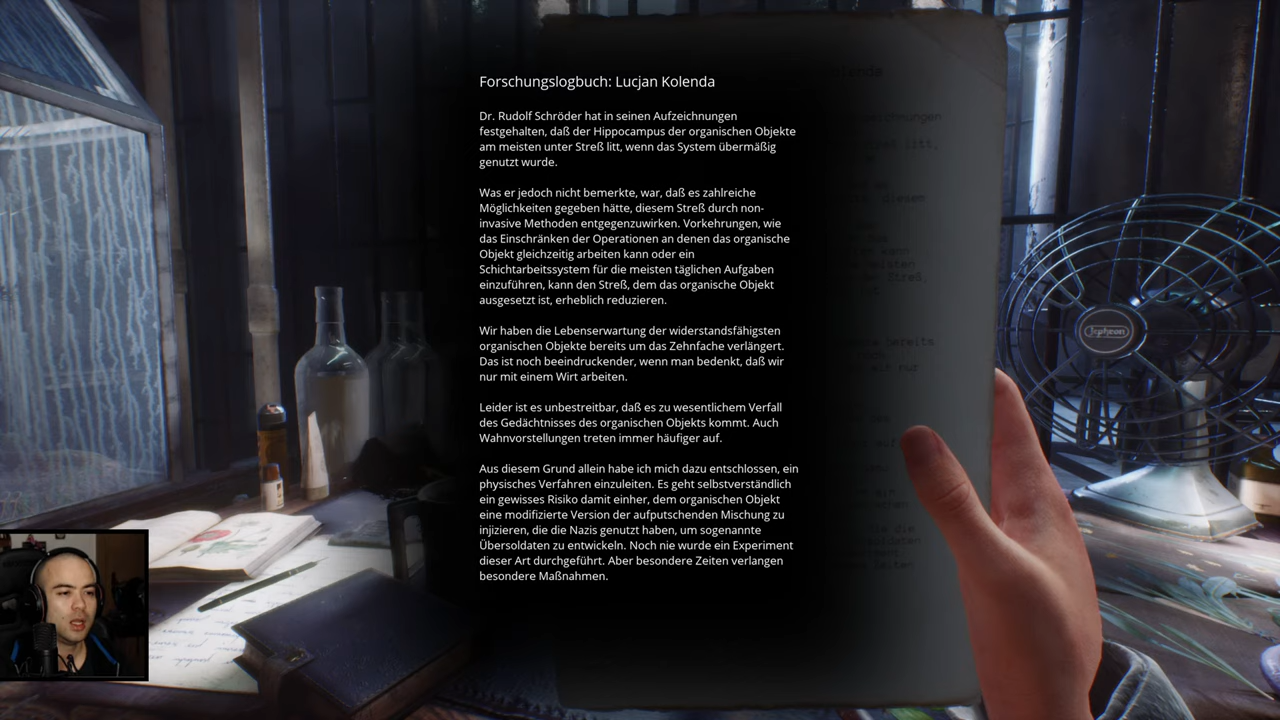 Forschungslogbuch: Lucjan Kolenda
Dr. Rudolf Schröder hat in seinen Aufzeichnungen
festgehalten, daß der Hippocampus der organischen Objekte
am meisten unter Streß litt, wenn das System übermäßig
genutzt wurde.
Was er jedoch nicht bemerkte, war, daß es zahlreiche
Möglichkeiten gegeben hätte, diesem Streß durch non-
invasive Methoden entgegenzuwirken. Vorkehrungen, wie
das Einschränken der Operationen an denen das organische
Objekt gleichzeitig arbeiten kann oder ein
Schichtarbeitssystem für die meisten täglichen Aufgaben
einzuführen, kann den Streß, dem das organische Objekt
ausgesetzt ist, erheblich reduzieren.
Wir haben die Lebenserwartung der widerstandsfähigsten
organischen Objekte bereits um das Zehnfache verlängert.
Das ist noch beeindruckender, wenn man bedenkt, daß wir
nur mit einem Wirt arbeiten.
Leider ist es unbestreitbar, daß es zu wesentlichem Verfall
des Gedächtnisses des organischen Objekts kommt. Auch
Wahnvorstellungen treten immer häufiger auf.
Aus diesem Grund allein habe ich mich dazu entschlossen, ein
physisches Verfahren einzuleiten. Es geht selbstverständlich
ein gewisses Risiko damit einher, dem organischen Objekt
eine modifizierte Version der aufputschenden Mischung zu
injizieren, die die Nazis genutzt haben, um sogenannte
Übersoldaten zu entwickeln. Noch nie wurde ein Experiment
dieser Art durchgeführt. Aber besondere Zeiten verlangen
besondere Maßnahmen.